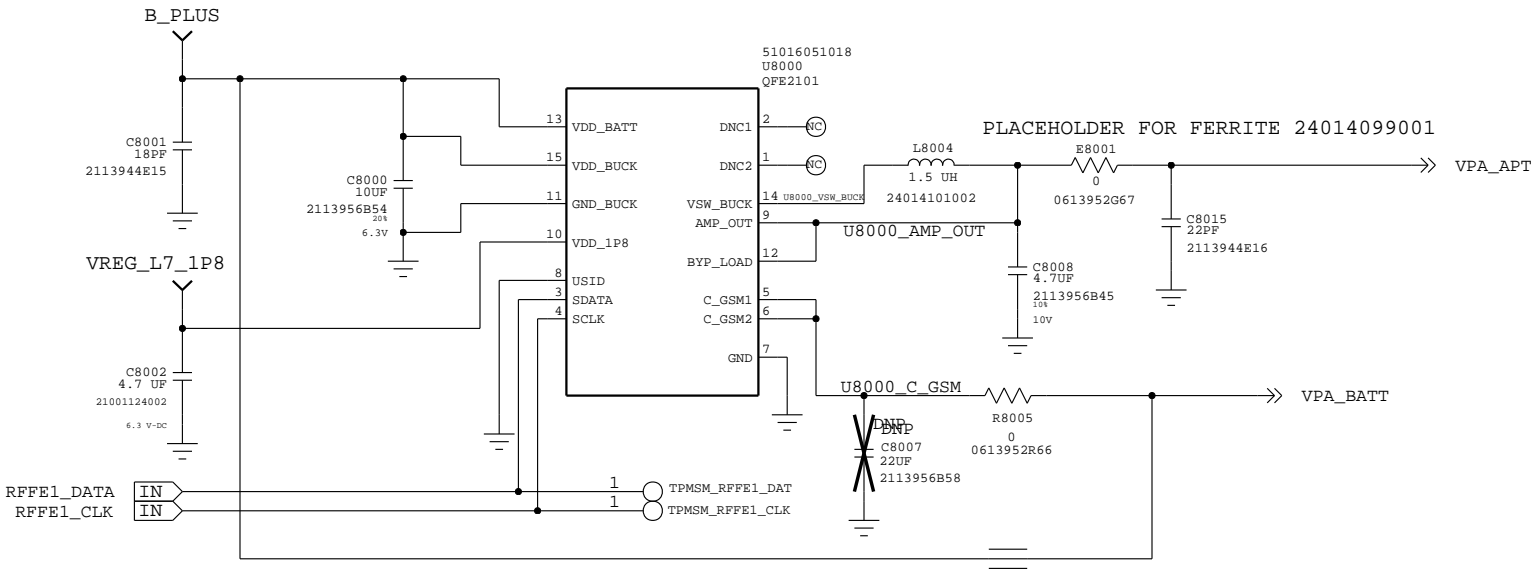 B_PLUS
51016051018
U8000
QFE2101
C8001
18PF
2113944E15
C8000
10UF
2113956B54
20%
6.3V
13 VDD_BATT
15 VDD_BUCK
11 GND_BUCK
10 VDD_1P8
8 USID
3 SDATA
4 SCLK
DNC1 2 NC
DNC2 1 NC
VSW_BUCK 14 U8000_VSW_BUCK
AMP_OUT 9
BYP_LOAD 12
C_GSM1 5
C_GSM2 6
GND 7
PLACEHOLDER FOR FERRITE 24014099001
L8004
1.5 UH
24014101002
E8001
0
0613952G67
VPA_APT
U8000_AMP_OUT
C8015
22PF
2113944E16
C8008
4.7UF
2113956B45
10%
10V
VREG_L7_1P8
C8002
4.7 UF
21001124002
6.3 V-DC
U8000_C_GSM
R8005
0
0613952R66
VPA_BATT
DNP
DNP
C8007
22UF
2113956B58
RFFE1_DATA IN 1 TPMSM_RFFE1_DAT
RFFE1_CLK IN 1 TPMSM_RFFE1_CLK